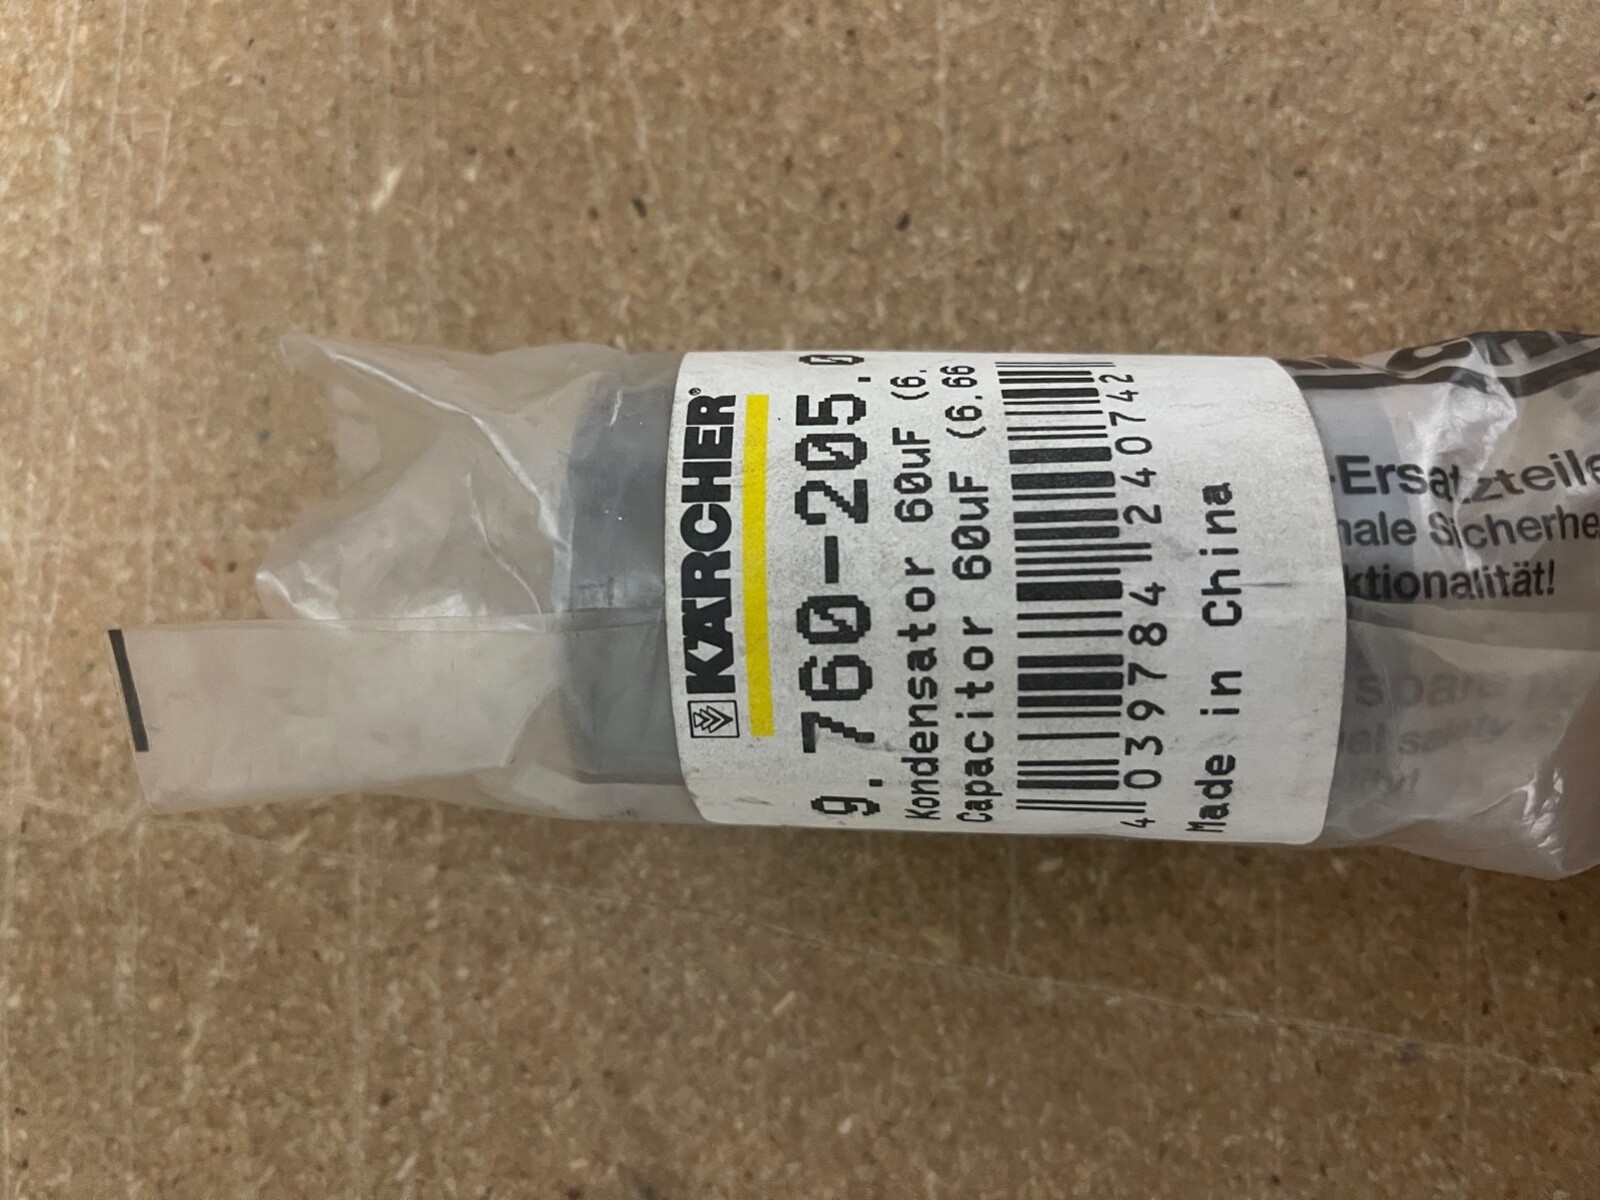 KÄRCHER®
9.760-205.0
Kondensator 60uF (6.
Capacitor 60uF (6.66
4 039784 240742
Made in China
-Ersatzteile
nale Sicherhe
ktionalität!